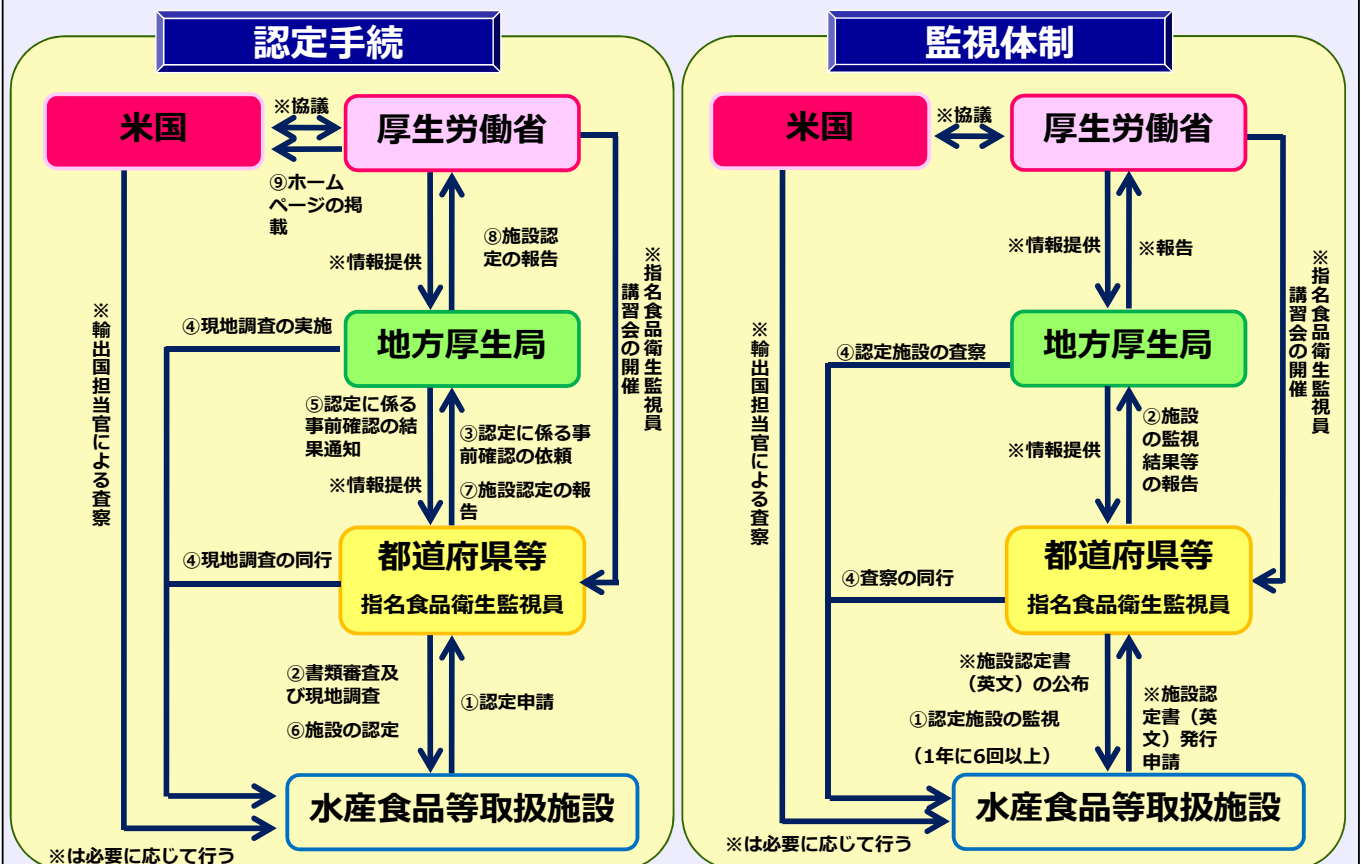 認定手続
米国
※協議
厚生労働省
⑨ホーム
ページの掲
載
⑧施設認
定の報告
※情報提供
※指名食品衛生監視員
講習会の開催
※輸出国担当官による査察
④現地調査の実施
地方厚生局
⑤認定に係る
事前確認の結
果通知
③認定に係る事
前確認の依頼
※情報提供
⑦施設認定の報
告
④現地調査の同行
都道府県等
指名食品衛生監視員
②書類審査及
び現地調査
①認定申請
⑥施設の認定
水産食品等取扱施設
※は必要に応じて行う
監視体制
米国
※協議
厚生労働省
※情報提供
※報告
※指名食品衛生監視員
講習会の開催
※輸出国担当官による査察
④認定施設の査察
地方厚生局
②施設
の監視
結果等
の報告
※情報提供
④査察の同行
都道府県等
指名食品衛生監視員
※施設認定書
（英文）の公布
①認定施設の監視
（1年に6回以上）
※施設認
定書（英
文）発行
申請
水産食品等取扱施設
※は必要に応じて行う